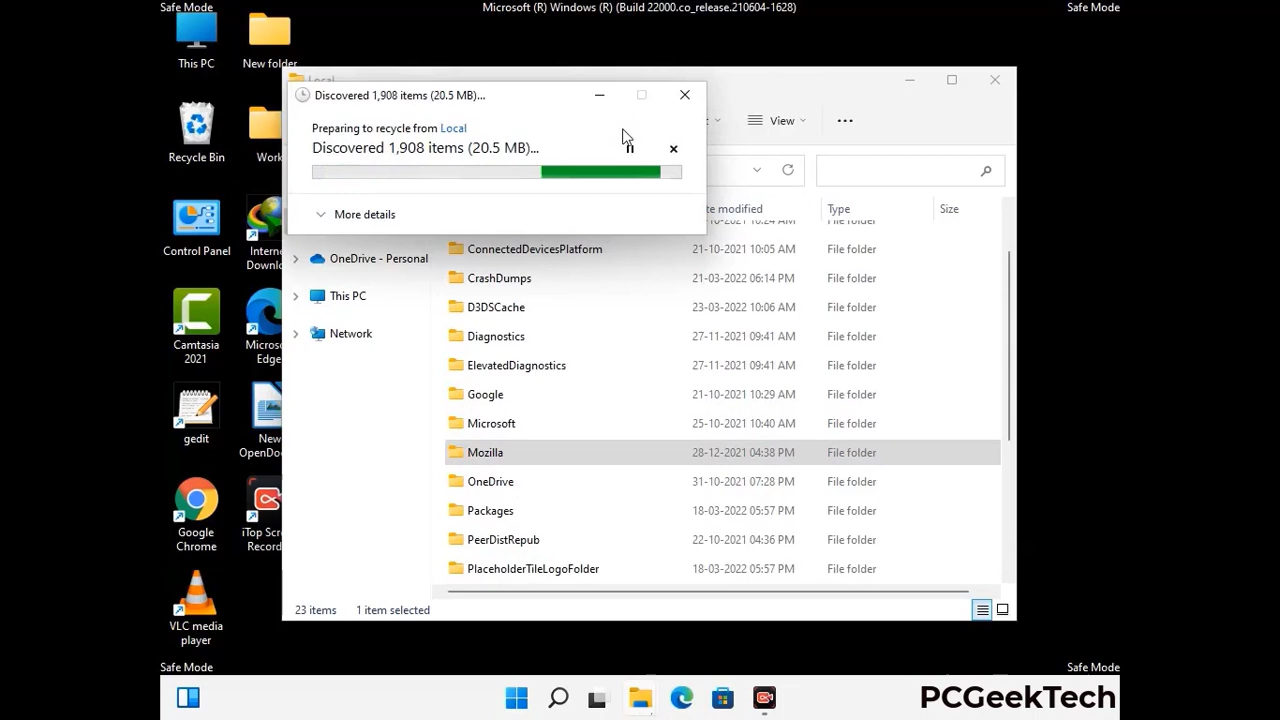 Safe Mode
Microsoft (R) Windows (R) (Build 22000.co_release.210604-1628)
Safe Mode
This PC
New folder
Recycle Bin
Work
Control Panel
Camtasia
2021
Edge
gedit
New
Google
Chrome
VLC media
player
Local
Discovered 1,908 items (20.5 MB)...
Preparing to recycle from Local
Discovered 1,908 items (20.5 MB)...
More details
View
Type
Size
OneDrive - Personal
This PC
Network
File folder
ConnectedDevicesPlatform 21-10-2021 10:05 AM File folder
CrashDumps 21-03-2022 06:14 PM File folder
D3DSCache 23-03-2022 10:06 AM File folder
Diagnostics 27-11-2021 09:41 AM File folder
ElevatedDiagnostics 27-11-2021 09:41 AM File folder
Google 21-10-2021 10:29 AM File folder
Microsoft 25-10-2021 10:40 AM File folder
Mozilla 28-12-2021 04:38 PM File folder
OneDrive 31-10-2021 07:28 PM File folder
Packages 18-03-2022 05:57 PM File folder
PeerDistRepub 22-10-2021 04:36 PM File folder
PlaceholderTileLogoFolder 18-03-2022 05:57 PM File folder
23 items 1 item selected
Safe Mode
Safe Mode
PCGeekTech